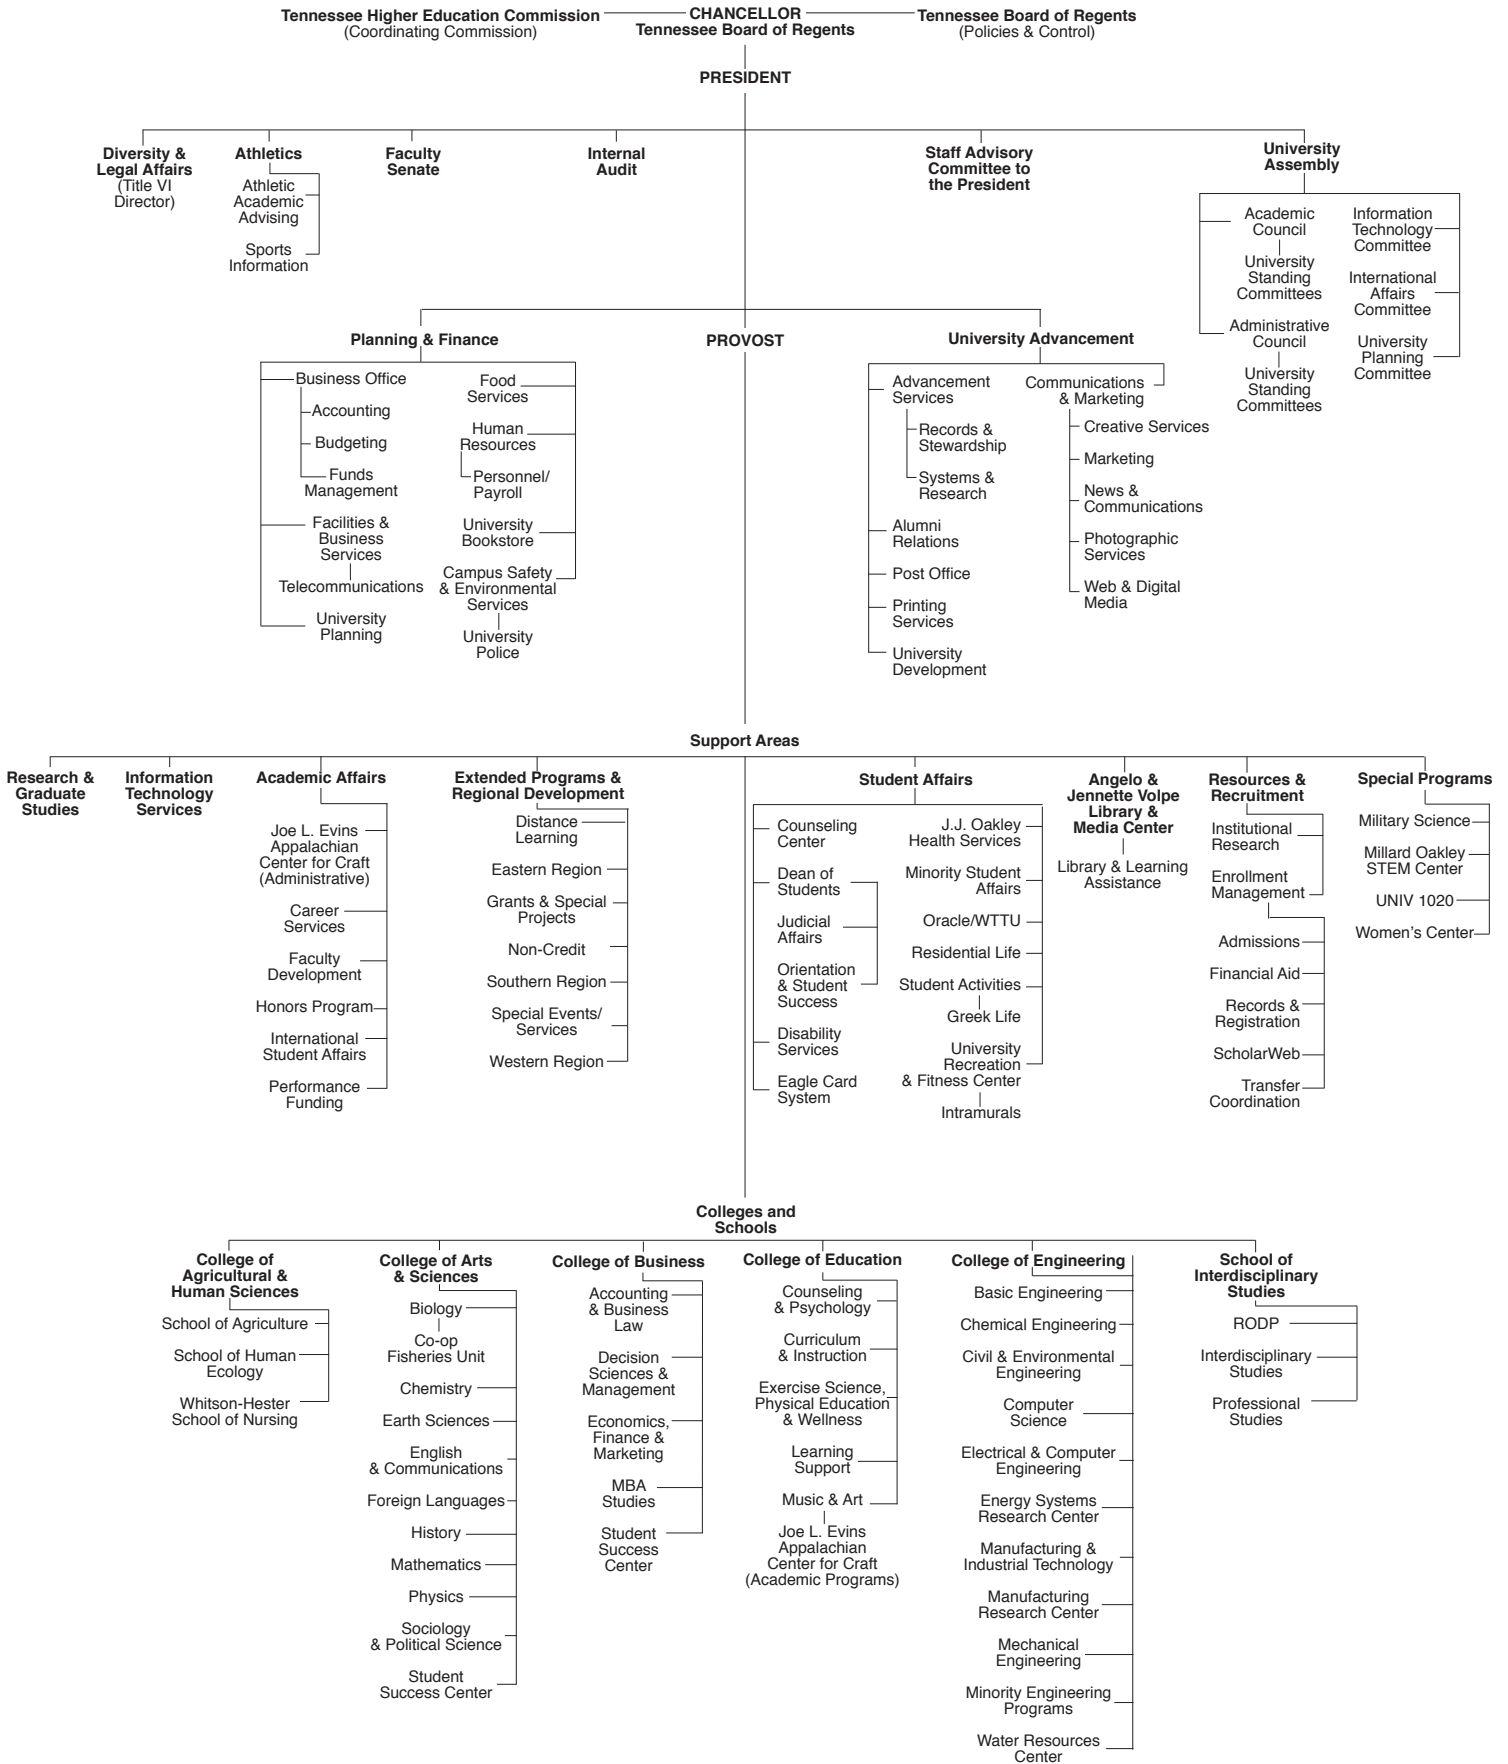 Tennessee Higher Education Commission
(Coordinating Commission)
CHANCELLOR
Tennessee Board of Regents
Tennessee Board of Regents
(Policies & Control)
PRESIDENT
Diversity &
Legal Affairs
(Title VI
Director)
Athletics
Athletic
Academic
Advising
Sports
Information
Faculty
Senate
Internal
Audit
Staff Advisory
Committee to
the President
University
Assembly
Academic
Council
University
Standing
Committees
Administrative
Council
University
Standing
Committees
Information
Technology
Committee
International
Affairs
Committee
University
Planning
Committee
Planning & Finance
Business Office
Accounting
Budgeting
Funds
Management
Facilities &
Business
Services
Telecommunications
University
Planning
Food
Services
Human
Resources
Personnel/
Payroll
University
Bookstore
Campus Safety
& Environmental
Services
University
Police
PROVOST
University Advancement
Advancement
Services
Records &
Stewardship
Systems &
Research
Alumni
Relations
Post Office
Printing
Services
University
Development
Communications
& Marketing
Creative Services
Marketing
News &
Communications
Photographic
Services
Web & Digital
Media
Support Areas
Research &
Graduate
Studies
Information
Technology
Services
Academic Affairs
Joe L. Evins
Appalachian
Center for Craft
(Administrative)
Career
Services
Faculty
Development
Honors Program
International
Student Affairs
Performance
Funding
Extended Programs &
Regional Development
Distance
Learning
Eastern Region
Grants & Special
Projects
Non-Credit
Southern Region
Special Events/
Services
Western Region
Student Affairs
Counseling
Center
Dean of
Students
Judicial
Affairs
Orientation
& Student
Success
Disability
Services
Eagle Card
System
J.J. Oakley
Health Services
Minority Student
Affairs
Oracle/WTTU
Residential Life
Student Activities
Greek Life
University
Recreation
& Fitness Center
Intramurals
Angelo &
Jennette Volpe
Library &
Media Center
Library & Learning
Assistance
Resources &
Recruitment
Institutional
Research
Enrollment
Management
Admissions
Financial Aid
Records &
Registration
ScholarWeb
Transfer
Coordination
Special Programs
Military Science
Millard Oakley
STEM Center
UNIV 1020
Women's Center
Colleges and
Schools
College of
Agricultural &
Human Sciences
School of Agriculture
School of Human
Ecology
Whitson-Hester
School of Nursing
College of Arts
& Sciences
Biology
Co-op
Fisheries Unit
Chemistry
Earth Sciences
English
& Communications
Foreign Languages
History
Mathematics
Physics
Sociology
& Political Science
Student
Success Center
College of Business
Accounting
& Business
Law
Decision
Sciences &
Management
Economics,
Finance &
Marketing
MBA
Studies
Student
Success
Center
College of Education
Counseling
& Psychology
Curriculum
& Instruction
Exercise Science,
Physical Education
& Wellness
Learning
Support
Music & Art
Joe L. Evins
Appalachian
Center for Craft
(Academic Programs)
College of Engineering
Basic Engineering
Chemical Engineering
Civil & Environmental
Engineering
Computer
Science
Electrical & Computer
Engineering
Energy Systems
Research Center
Manufacturing &
Industrial Technology
Manufacturing
Research Center
Mechanical
Engineering
Minority Engineering
Programs
Water Resources
Center
School of
Interdisciplinary
Studies
RODP
Interdisciplinary
Studies
Professional
Studies